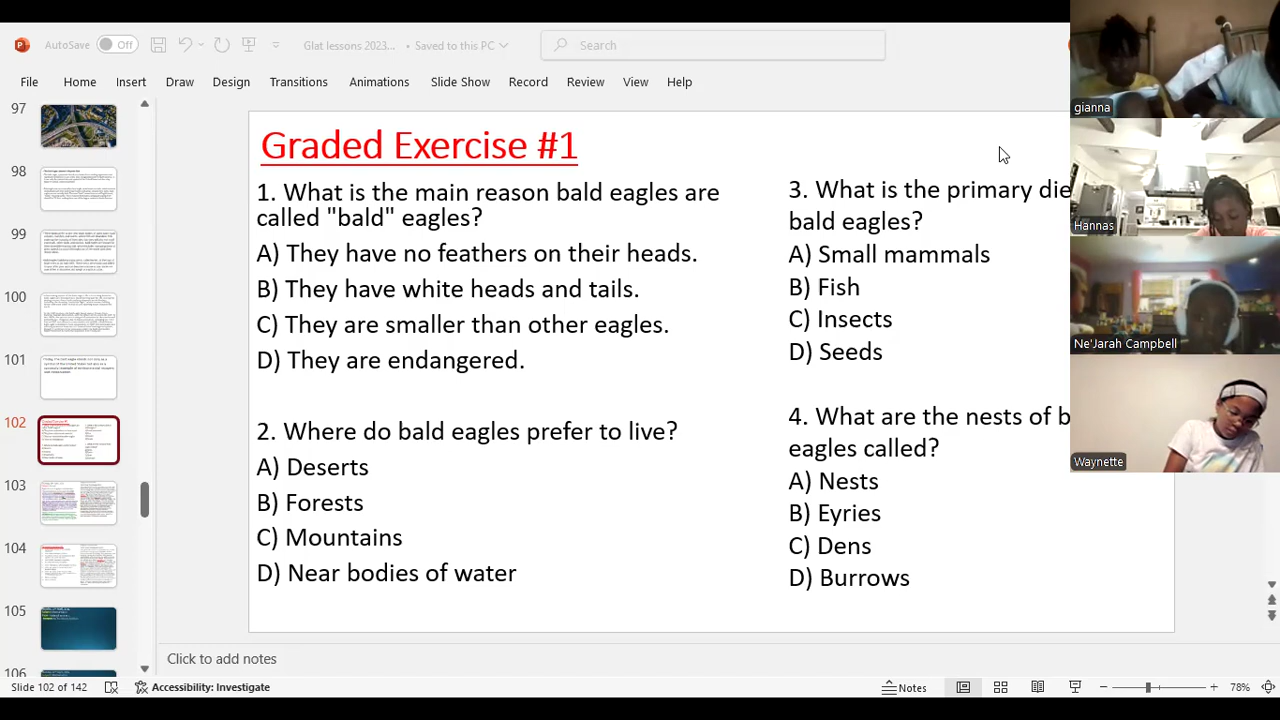 AutoSave
Off
Glat lessons 2023... • Saved to this PC
Search
File Home Insert Draw Design Slide Show Transitions Animations Record Review View Help
97
98
99
100
101
102
103
104
105
106
Graded Exercise #1
1. What is the main reason bald eagles are
called "bald" eagles?
A) They have no feathers on their heads.
B) They have white heads and tails.
C) They are smaller than other eagles.
D) They are endangered.
2. Where do bald eagles prefer to live?
A) Deserts
B) Forests
C) Mountains
D) Near bodies of water
3. What is the primary die
bald eagles?
A) Small mammals
B) Fish
C) Insects
D) Seeds
4. What are the nests of b
eagles called?
A) Nests
B) Eyries
C) Dens
D) Burrows
gianna
Hannas
Ne'Jarah Campbell
Waynette
Click to add notes
Slide 102 of 142
Accessibility: Investigate
Notes
78%